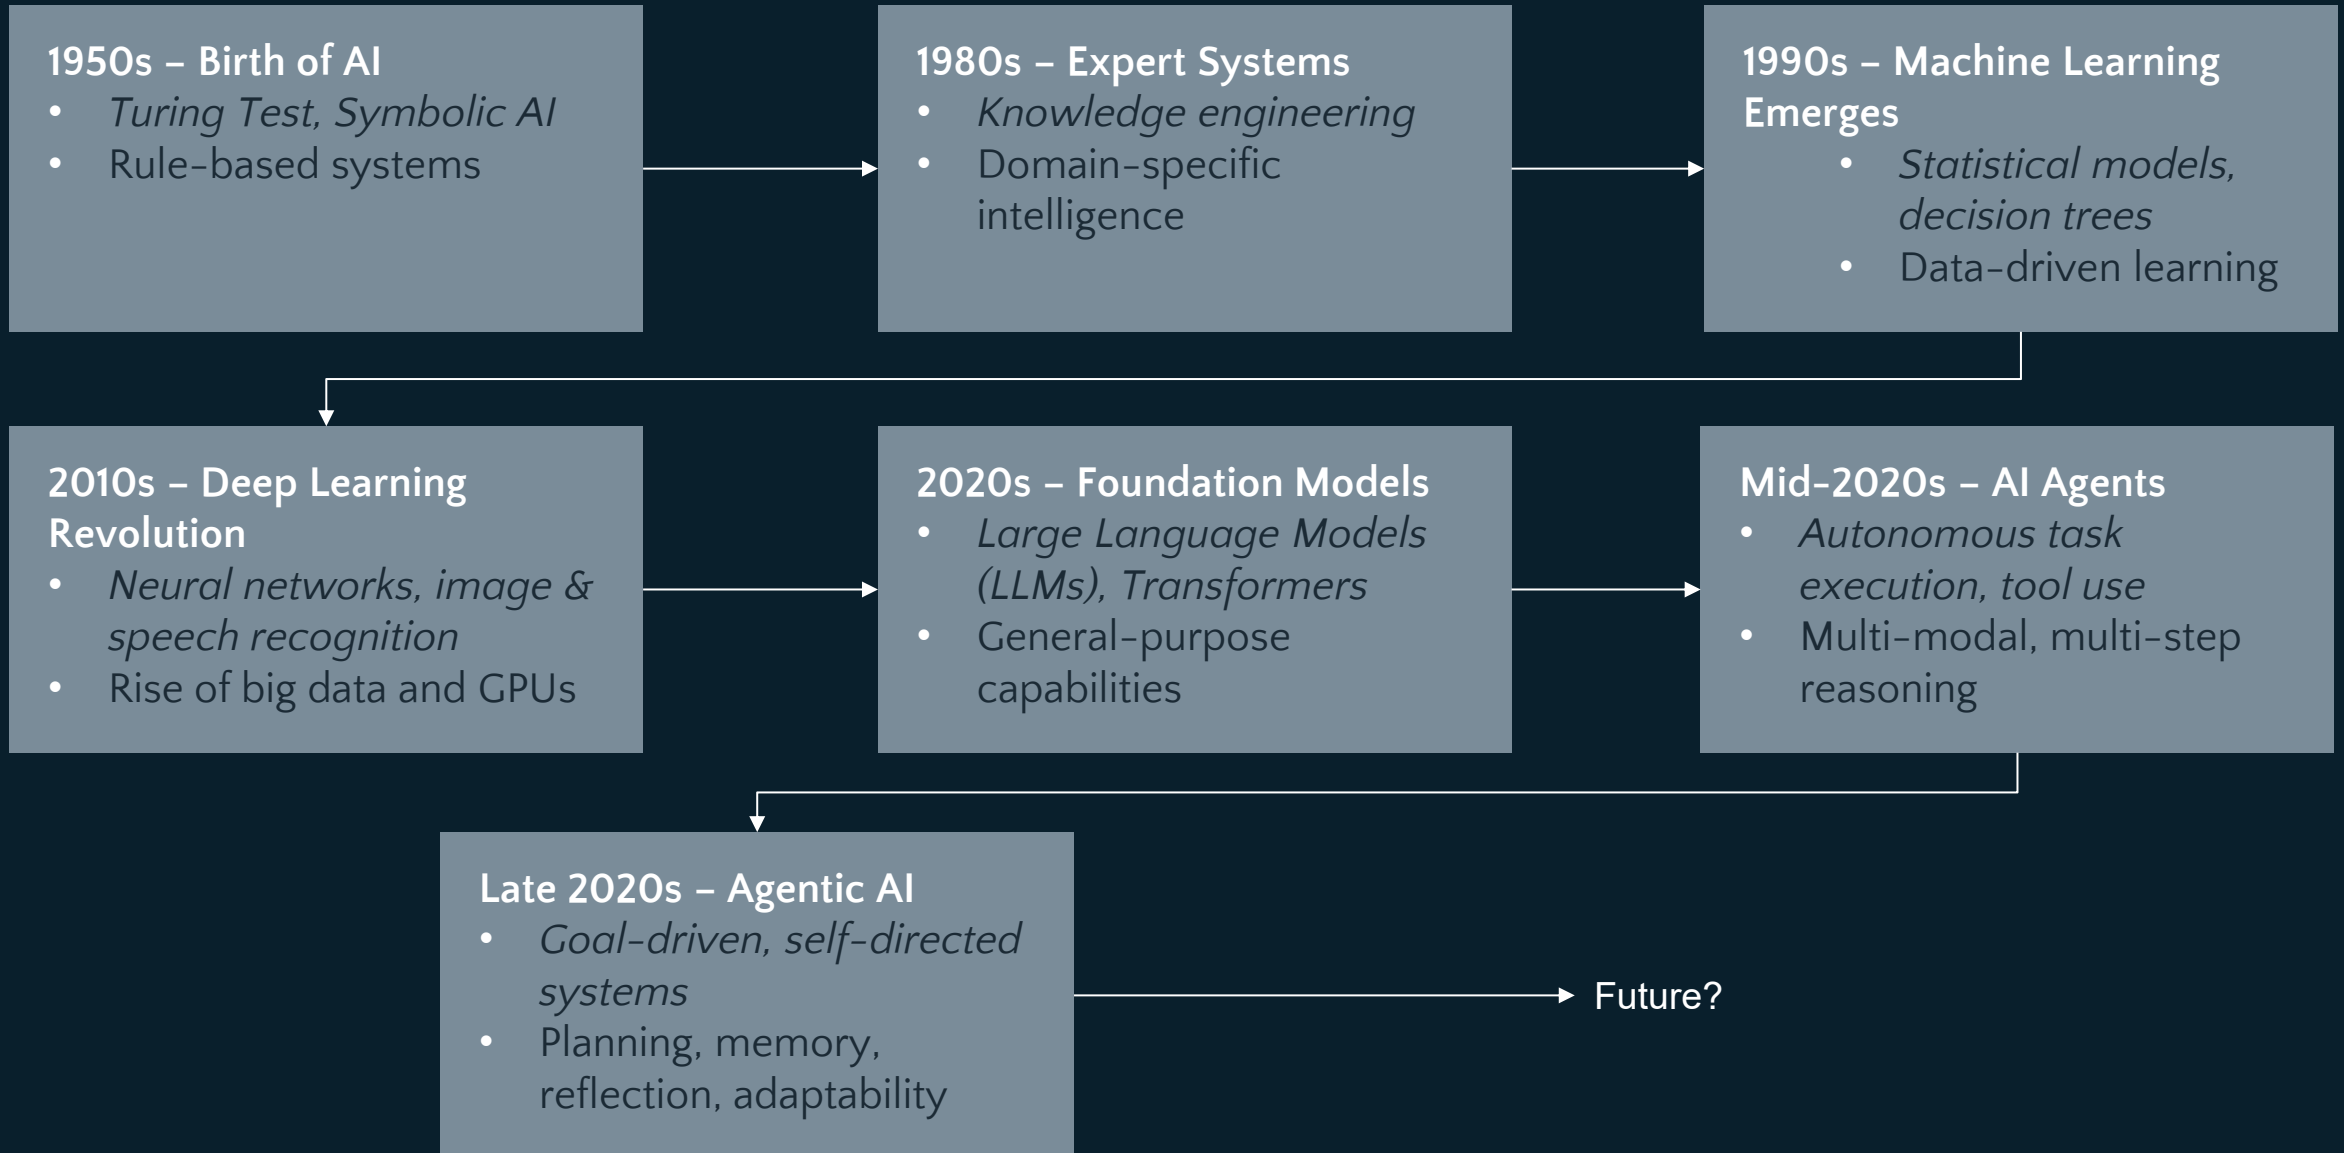 1950s – Birth of AI
• Turing Test, Symbolic AI
• Rule-based systems
1980s – Expert Systems
• Knowledge engineering
• Domain-specific
intelligence
1990s – Machine Learning
Emerges
• Statistical models,
decision trees
• Data-driven learning
2010s – Deep Learning
Revolution
• Neural networks, image &
speech recognition
• Rise of big data and GPUs
2020s – Foundation Models
• Large Language Models
(LLMs), Transformers
• General-purpose
capabilities
Mid-2020s – AI Agents
• Autonomous task
execution, tool use
• Multi-modal, multi-step
reasoning
Late 2020s – Agentic AI
• Goal-driven, self-directed
systems
• Planning, memory,
reflection, adaptability
Future?